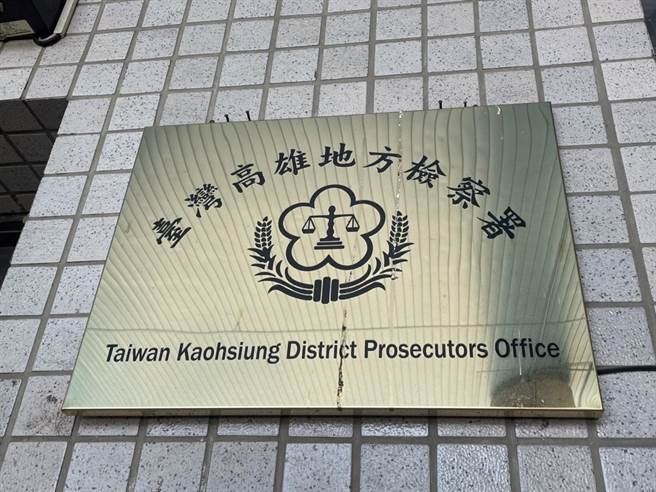 臺灣高雄地方檢察署
Taiwan Kaohsiung District Prosecutors Office